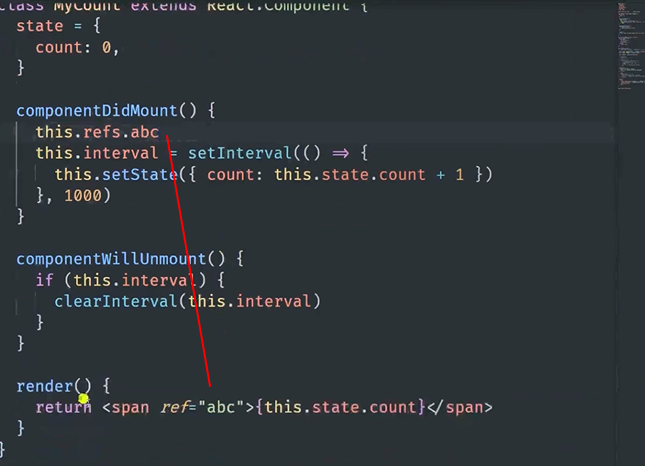 class MyCount extends React.Component {
  state = {
    count: 0,
  }

  componentDidMount() {
    this.refs.abc
    this.interval = setInterval(() => {
      this.setState({ count: this.state.count + 1 })
    }, 1000)
  }

  componentWillUnmount() {
    if (this.interval) {
      clearInterval(this.interval)
    }
  }

  render() {
    return <span ref="abc">{this.state.count}</span>
  }
}